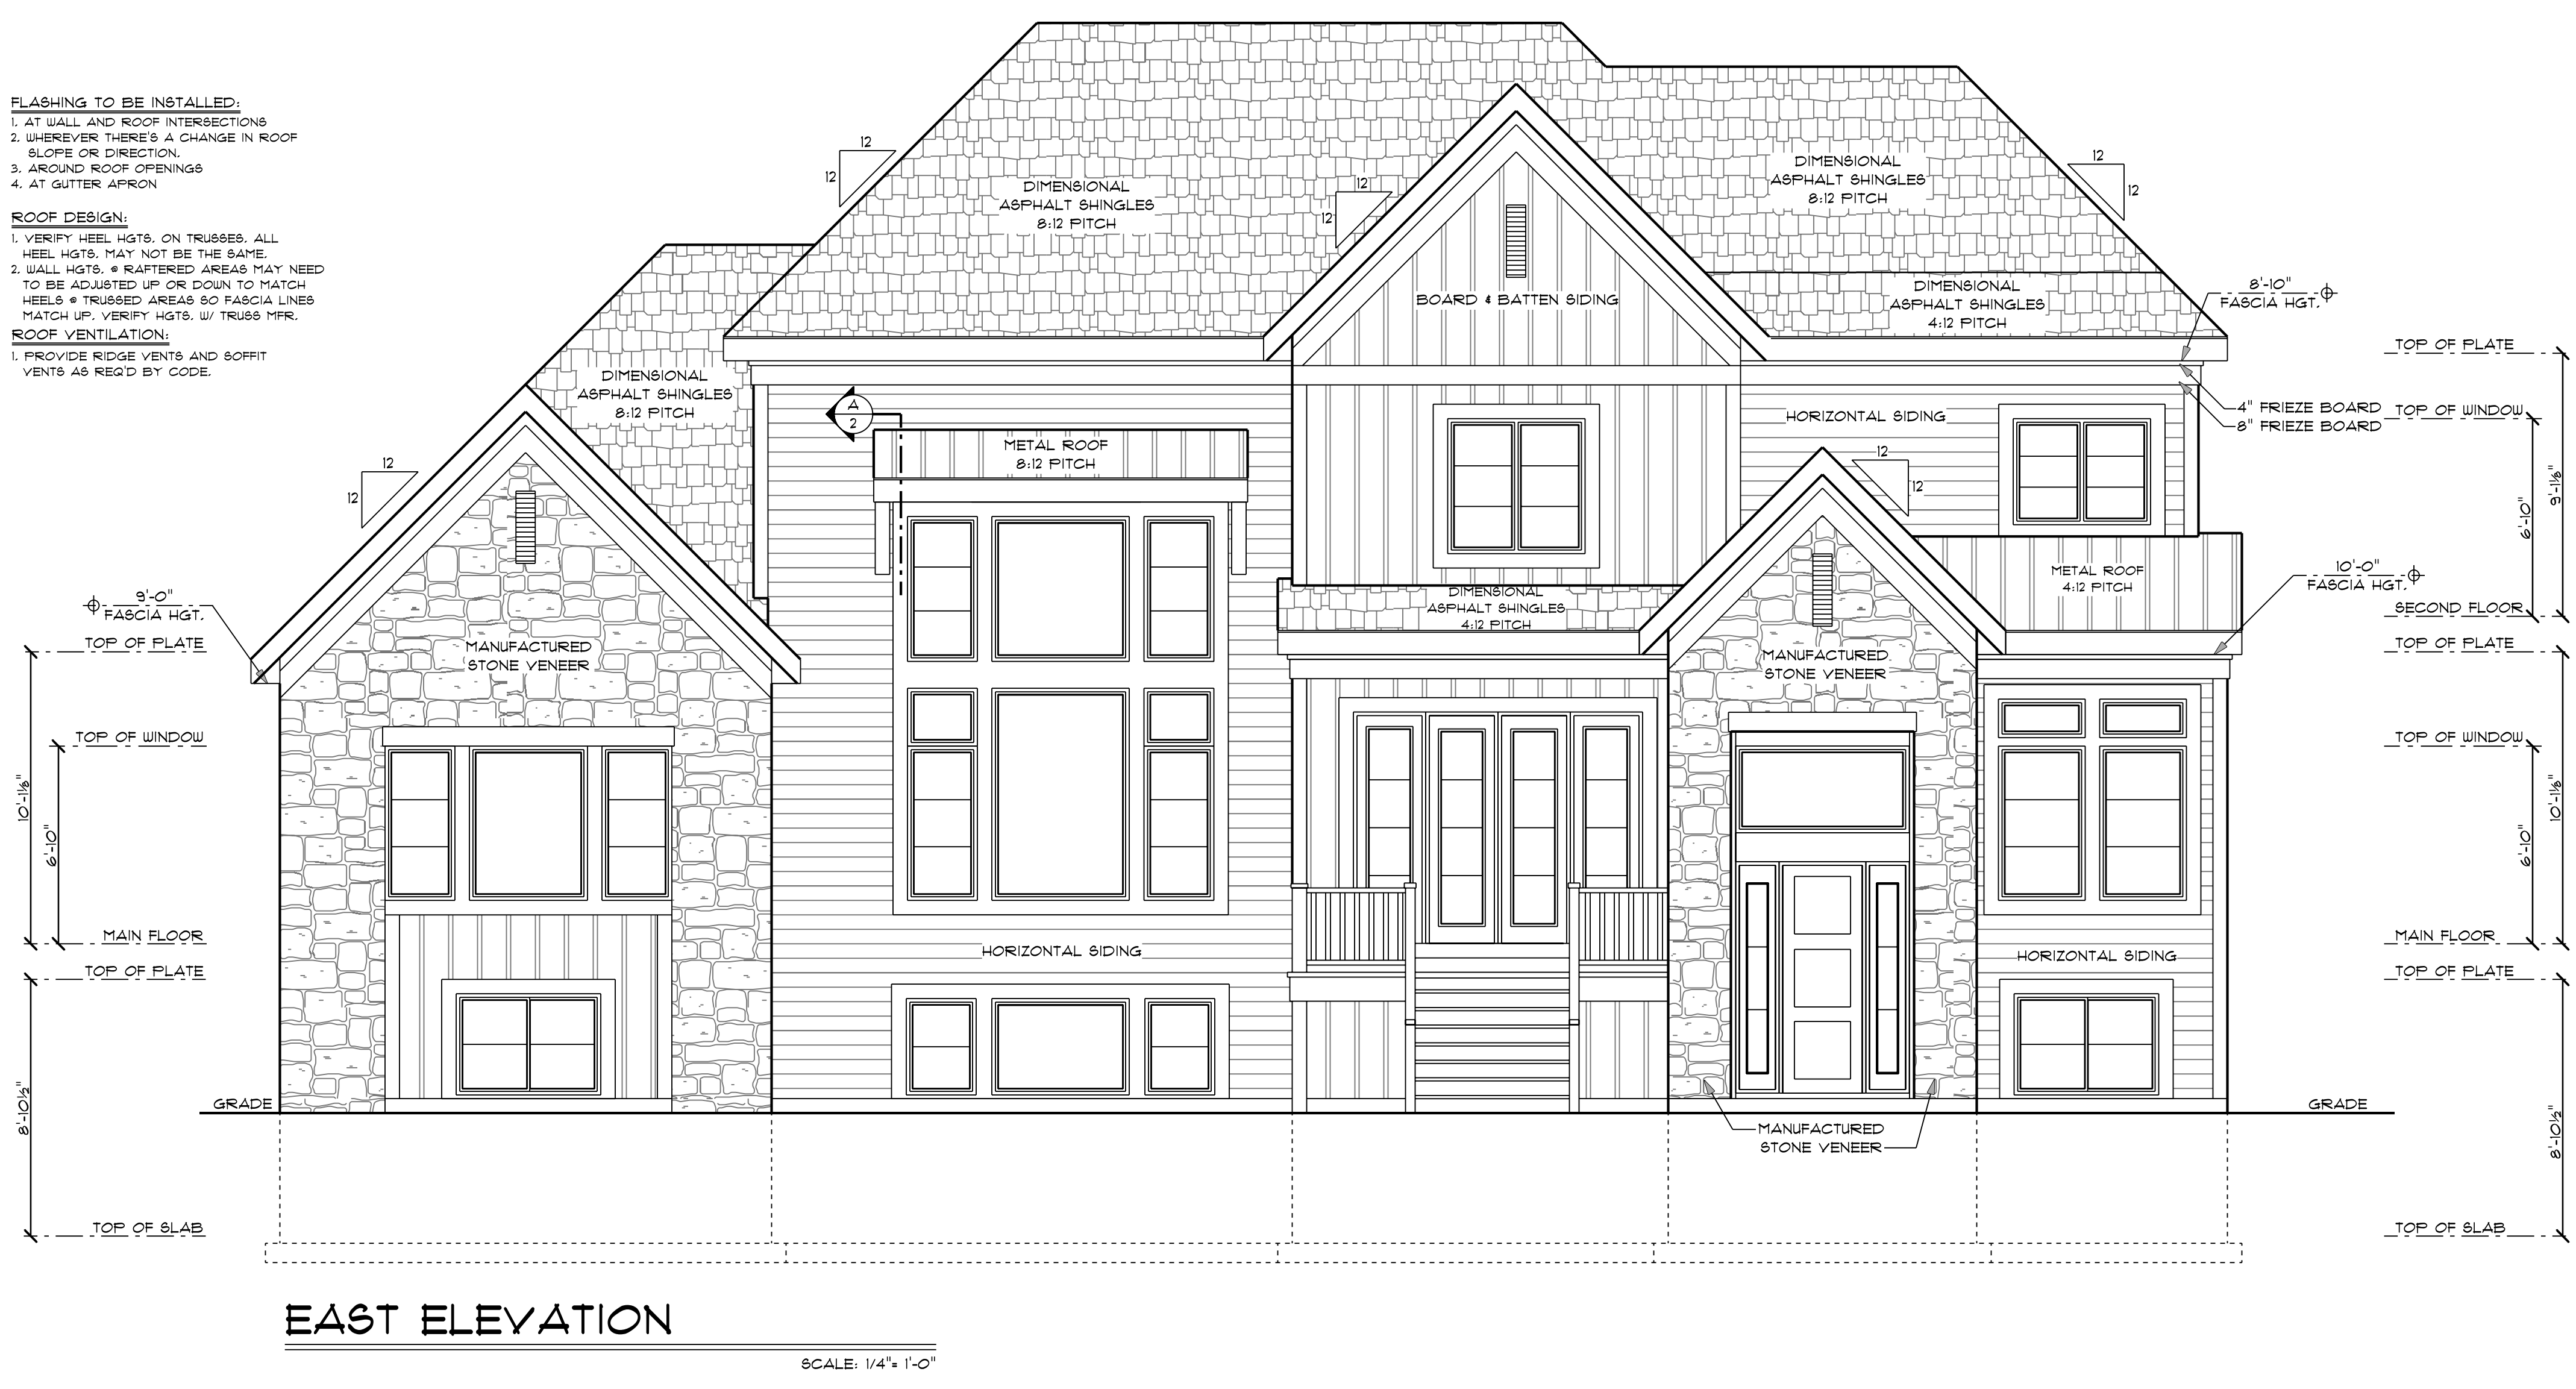 FLASHING TO BE INSTALLED:
1. AT WALL AND ROOF INTERSECTIONS
2. WHEREVER THERE'S A CHANGE IN ROOF
SLOPE OR DIRECTION.
3. AROUND ROOF OPENINGS
4. AT GUTTER APRON
ROOF DESIGN:
1. VERIFY HEEL HGTS. ON TRUSSES. ALL
HEEL HGTS. MAY NOT BE THE SAME.
2. WALL HGTS. @ RAFTERED AREAS MAY NEED
TO BE ADJUSTED UP OR DOWN TO MATCH
HEELS @ TRUSSED AREAS SO FASCIA LINES
MATCH UP. VERIFY HGTS. W/ TRUSS MFR.
ROOF VENTILATION:
1. PROVIDE RIDGE VENTS AND SOFFIT
VENTS AS REQ'D BY CODE.
12
12
DIMENSIONAL
ASPHALT SHINGLES
8:12 PITCH
12
12
DIMENSIONAL
ASPHALT SHINGLES
8:12 PITCH
12
12
BOARD & BATTEN SIDING
DIMENSIONAL
ASPHALT SHINGLES
4:12 PITCH
8'-10"
FASCIA HGT.
TOP OF PLATE
DIMENSIONAL
ASPHALT SHINGLES
8:12 PITCH
A
2
METAL ROOF
8:12 PITCH
HORIZONTAL SIDING
4" FRIEZE BOARD
8" FRIEZE BOARD
TOP OF WINDOW
12
12
12
12
9'-1⅛"
6'-10"
METAL ROOF
4:12 PITCH
10'-0"
FASCIA HGT.
SECOND FLOOR
9'-0"
FASCIA HGT.
TOP OF PLATE
MANUFACTURED
STONE VENEER
DIMENSIONAL
ASPHALT SHINGLES
4:12 PITCH
MANUFACTURED
STONE VENEER
TOP OF PLATE
TOP OF WINDOW
TOP OF WINDOW
10'-1⅛"
6'-10"
6'-10"
10'-1⅛"
MAIN FLOOR
HORIZONTAL SIDING
HORIZONTAL SIDING
MAIN FLOOR
TOP OF PLATE
TOP OF PLATE
8'-10½"
GRADE
GRADE
8'-10½"
MANUFACTURED
STONE VENEER
TOP OF SLAB
TOP OF SLAB
EAST ELEVATION
SCALE: 1/4"= 1'-0"